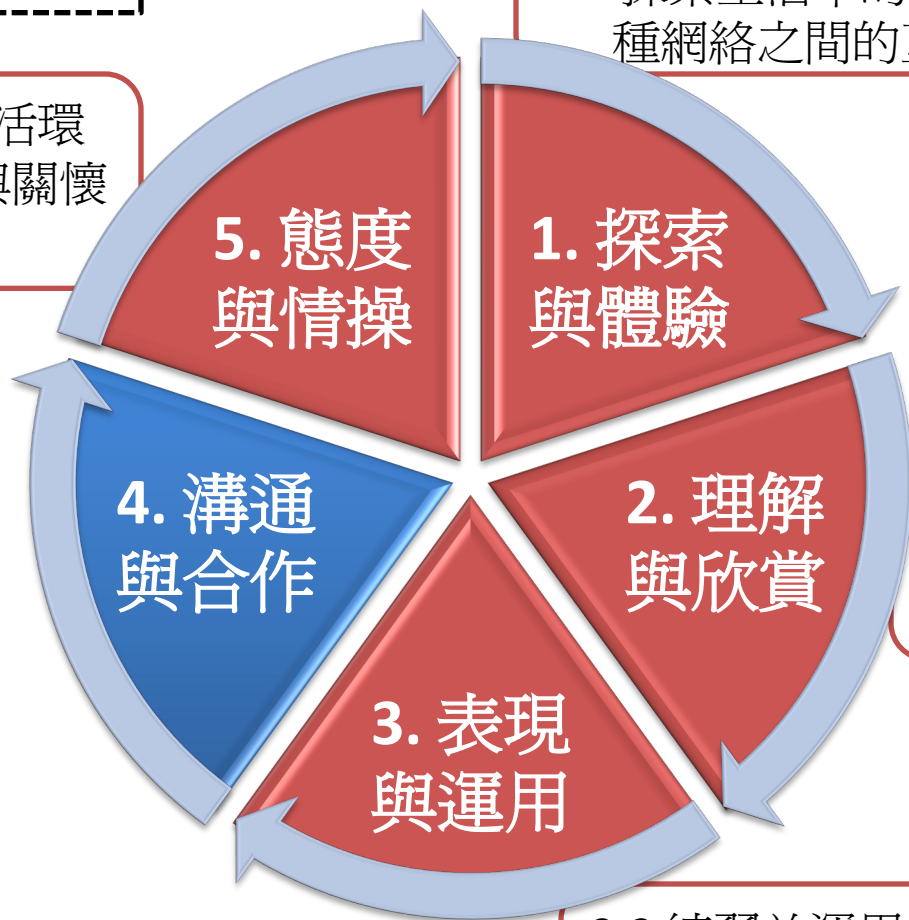 種網絡之間的
活環
與關懷
1. 探索
與體驗
2. 理解
與欣賞
3. 表現
與運用
4. 溝通
與合作
5. 態度
與情操